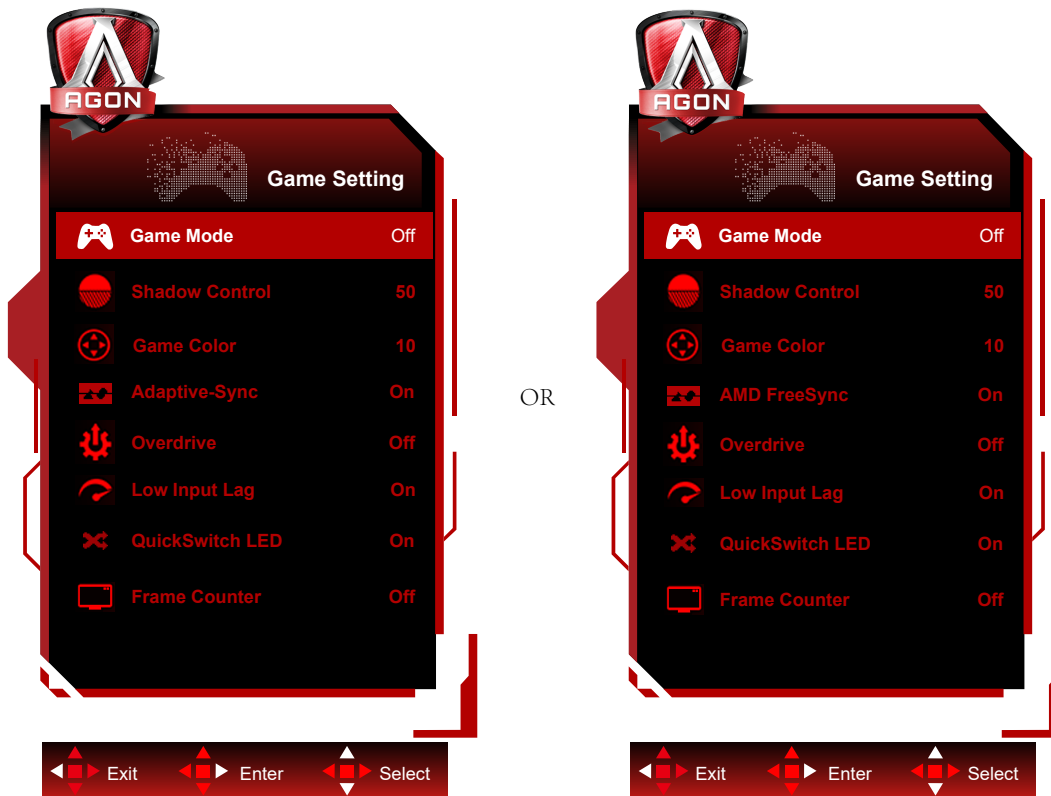 AGON
Game Setting
Game Mode Off
Shadow Control 50
Game Color 10
Adaptive-Sync On
Overdrive Off
Low Input Lag On
QuickSwitch LED On
Frame Counter Off
Exit Enter Select
OR
AGON
Game Setting
Game Mode Off
Shadow Control 50
Game Color 10
AMD FreeSync On
Overdrive Off
Low Input Lag On
QuickSwitch LED On
Frame Counter Off
Exit Enter Select